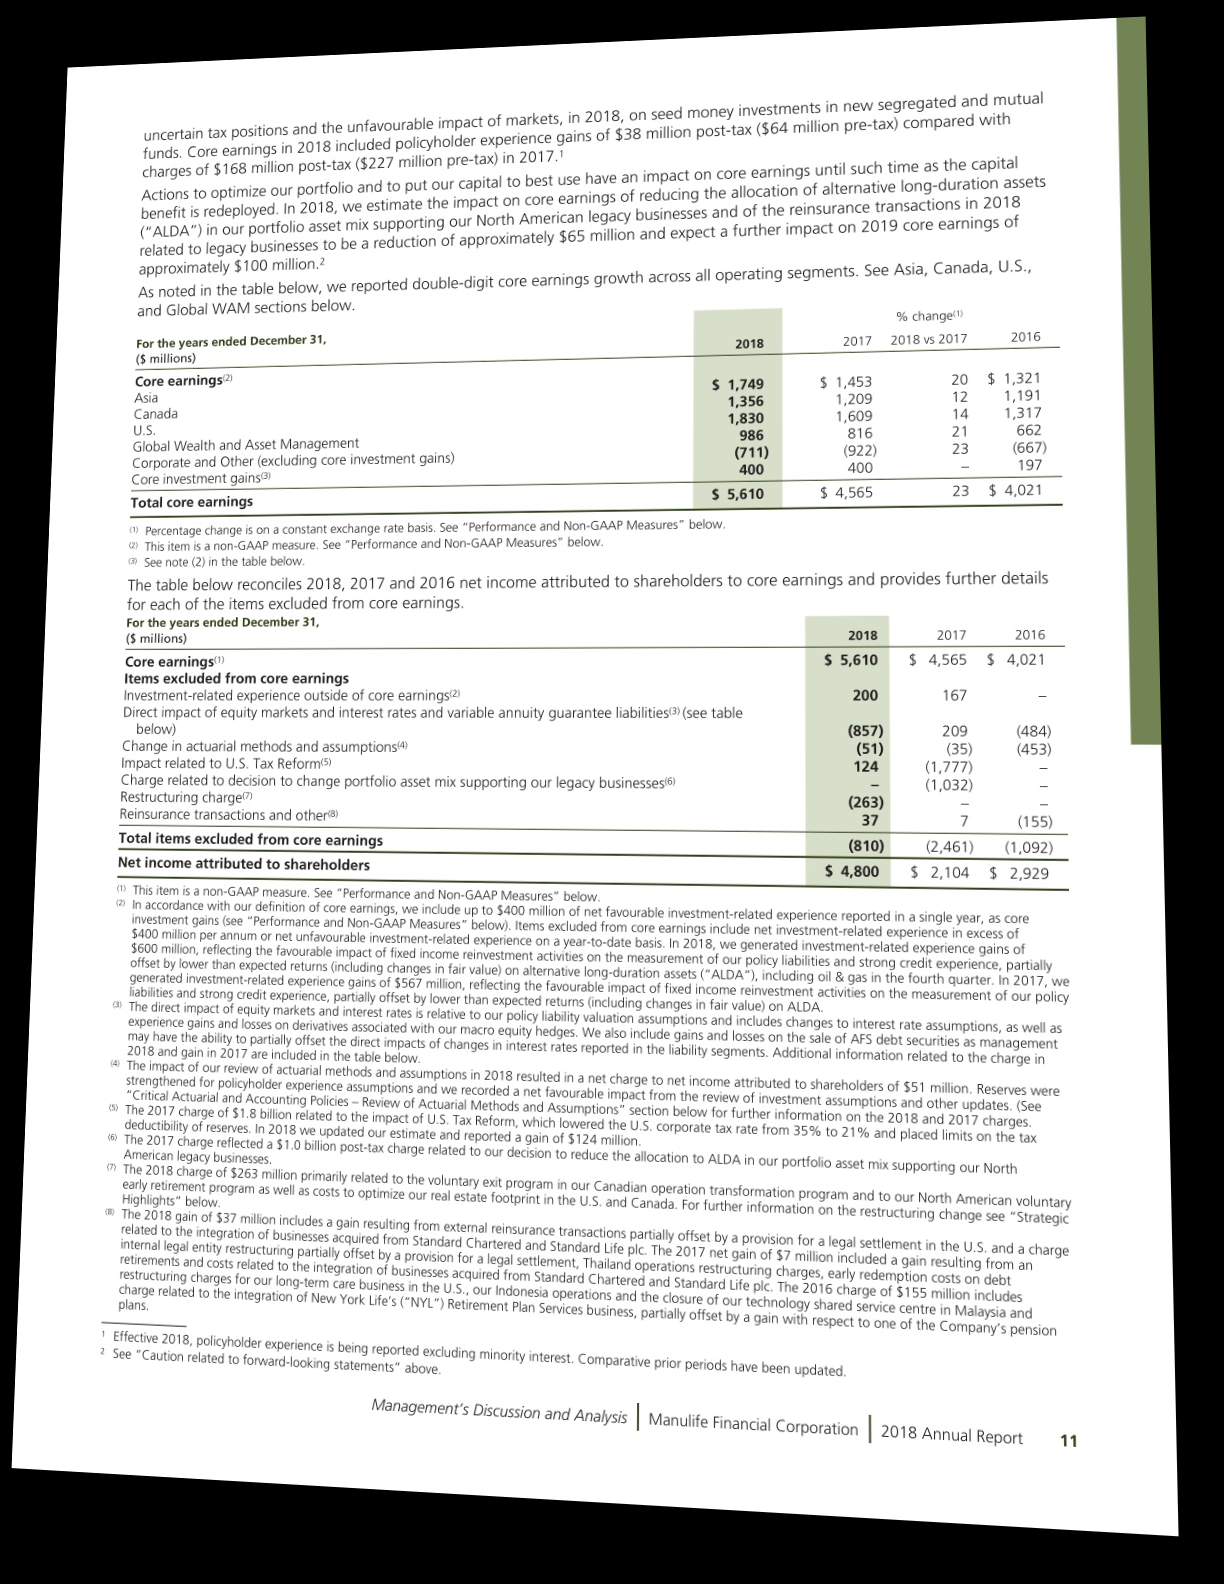 uncertain tax positions and the unfavourable impact of markets, in 2018, on seed money investments in new segregated and mutual
funds. Core earnings in 2018 included policyholder experience gains of $38 million post-tax ($64 million pre-tax) compared with
charges of $168 million post-tax ($227 million pre-tax) in 2017.1
Actions to optimize our portfolio and to put our capital to best use have an impact on core earnings until such time as the capital
benefit is redeployed. In 2018, we estimate the impact on core earnings of reducing the allocation of alternative long-duration assets
("ALDA") in our portfolio asset mix supporting our North American legacy businesses and of the reinsurance transactions in 2018
related to legacy businesses to be a reduction of approximately $65 million and expect a further impact on 2019 core earnings of
approximately $100 million.2
As noted in the table below, we reported double-digit core earnings growth across all operating segments. See Asia, Canada, U.S.,
and Global WAM sections below.
For the years ended December 31,
($ millions) 2018 2017 % change(1) 2018 vs 2017 2016
Core earnings(2)
Asia $ 1,749 $ 1,453 20 $ 1,321
Canada 1,356 1,209 12 1,191
U.S. 1,830 1,609 14 1,317
Global Wealth and Asset Management 986 816 21 662
Corporate and Other (excluding core investment gains) (711) (922) 23 (667)
Core investment gains(3) 400 400 – 197
Total core earnings $ 5,610 $ 4,565 23 $ 4,021
(1) Percentage change is on a constant exchange rate basis. See "Performance and Non-GAAP Measures" below.
(2) This item is a non-GAAP measure. See "Performance and Non-GAAP Measures" below.
(3) See note (2) in the table below.
The table below reconciles 2018, 2017 and 2016 net income attributed to shareholders to core earnings and provides further details
for each of the items excluded from core earnings.
For the years ended December 31,
($ millions) 2018 2017 2016
Core earnings(1) $ 5,610 $ 4,565 $ 4,021
Items excluded from core earnings
Investment-related experience outside of core earnings(2) 200 167 –
Direct impact of equity markets and interest rates and variable annuity guarantee liabilities(3) (see table
below) (857) 209 (484)
Change in actuarial methods and assumptions(4) (51) (35) (453)
Impact related to U.S. Tax Reform(5) 124 (1,777) –
Charge related to decision to change portfolio asset mix supporting our legacy businesses(6) – (1,032) –
Restructuring charge(7) (263) – –
Reinsurance transactions and other(8) 37 7 (155)
Total items excluded from core earnings (810) (2,461) (1,092)
Net income attributed to shareholders $ 4,800 $ 2,104 $ 2,929
(1) This item is a non-GAAP measure. See "Performance and Non-GAAP Measures" below.
(2) In accordance with our definition of core earnings, we include up to $400 million of net favourable investment-related experience reported in a single year, as core
investment gains (see "Performance and Non-GAAP Measures" below). Items excluded from core earnings include net investment-related experience in excess of
$400 million per annum or net unfavourable investment-related experience on a year-to-date basis. In 2018, we generated investment-related experience gains of
$600 million, reflecting the favourable impact of fixed income reinvestment activities on the measurement of our policy liabilities and strong credit experience, partially
offset by lower than expected returns (including changes in fair value) on alternative long-duration assets ("ALDA"), including oil & gas in the fourth quarter. In 2017, we
generated investment-related experience gains of $567 million, reflecting the favourable impact of fixed income reinvestment activities on the measurement of our policy
liabilities and strong credit experience, partially offset by lower than expected returns (including changes in fair value) on ALDA.
(3) The direct impact of equity markets and interest rates is relative to our policy liability valuation assumptions and includes changes to interest rate assumptions, as well as
experience gains and losses on derivatives associated with our macro equity hedges. We also include gains and losses on the sale of AFS debt securities as management
may have the ability to partially offset the direct impacts of changes in interest rates reported in the liability segments. Additional information related to the charge in
2018 and gain in 2017 are included in the table below.
(4) The impact of our review of actuarial methods and assumptions in 2018 resulted in a net charge to net income attributed to shareholders of $51 million. Reserves were
strengthened for policyholder experience assumptions and we recorded a net favourable impact from the review of investment assumptions and other updates. (See
"Critical Actuarial and Accounting Policies – Review of Actuarial Methods and Assumptions" section below for further information on the 2018 and 2017 charges.
(5) The 2017 charge of $1.8 billion related to the impact of U.S. Tax Reform, which lowered the U.S. corporate tax rate from 35% to 21% and placed limits on the tax
deductibility of reserves. In 2018 we updated our estimate and reported a gain of $124 million.
(6) The 2017 charge reflected a $1.0 billion post-tax charge related to our decision to reduce the allocation to ALDA in our portfolio asset mix supporting our North
American legacy businesses.
(7) The 2018 charge of $263 million primarily related to the voluntary exit program in our Canadian operation transformation program and to our North American voluntary
early retirement program as well as costs to optimize our real estate footprint in the U.S. and Canada. For further information on the restructuring change see "Strategic
Highlights" below.
(8) The 2018 gain of $37 million includes a gain resulting from external reinsurance transactions partially offset by a provision for a legal settlement in the U.S. and a charge
related to the integration of businesses acquired from Standard Chartered and Standard Life plc. The 2017 net gain of $7 million included a gain resulting from an
internal legal entity restructuring partially offset by a provision for a legal settlement, Thailand operations restructuring charges, early redemption costs on debt
retirements and costs related to the integration of businesses acquired from Standard Chartered and Standard Life plc. The 2016 charge of $155 million includes
restructuring charges for our long-term care business in the U.S., our Indonesia operations and the closure of our technology shared service centre in Malaysia and
charge related to the integration of New York Life's ("NYL") Retirement Plan Services business, partially offset by a gain with respect to one of the Company's pension
plans.
1 Effective 2018, policyholder experience is being reported excluding minority interest. Comparative prior periods have been updated.
2 See "Caution related to forward-looking statements" above.
Management's Discussion and Analysis | Manulife Financial Corporation | 2018 Annual Report 11